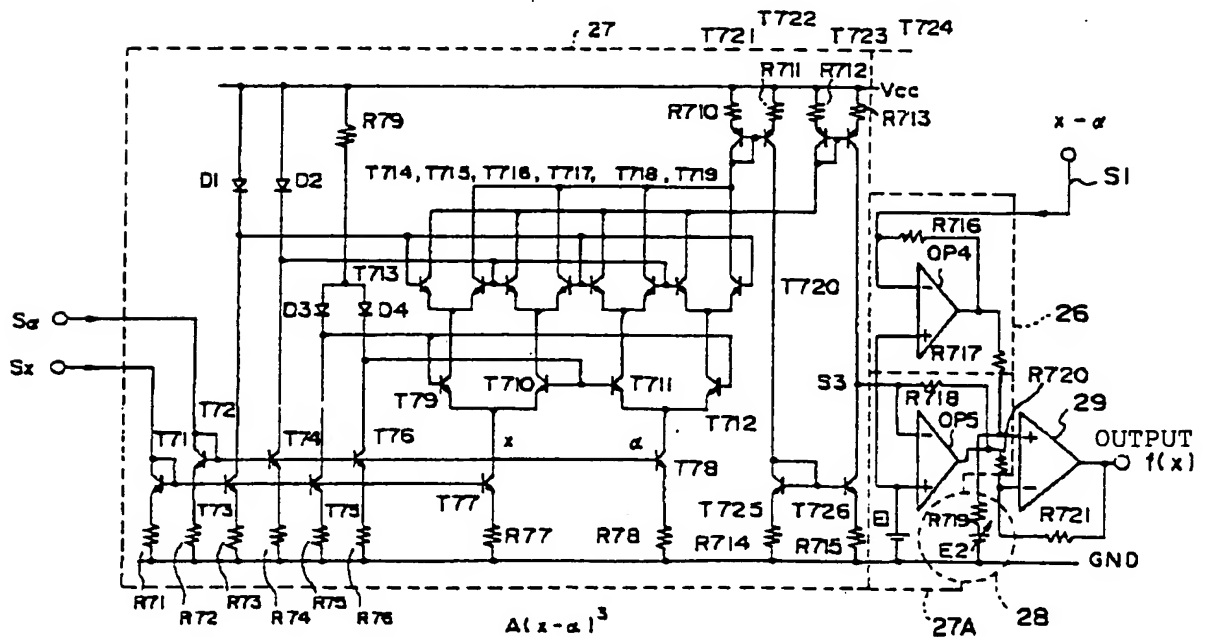 27
T721
T722
T723
T724
R711
R712
Vcc
R710
R713
R79
x - α
S1
D1
D2
T714, T715, T716, T717, T718, T719
R716
OP4
T713
T720
D3
D4
26
Sα
Sx
R717
R720
S3
R718
29
T79
T710
T711
T712
T72
T71
T74
T76
OP5
OUTPUT
f(x)
x
α
T78
T73
T75
T77
T725
T726
R77
R78
R714
R715
R719
R721
E2
GND
R71
R72
R73
R74
R75
R76
A(x-α)³
27A
28